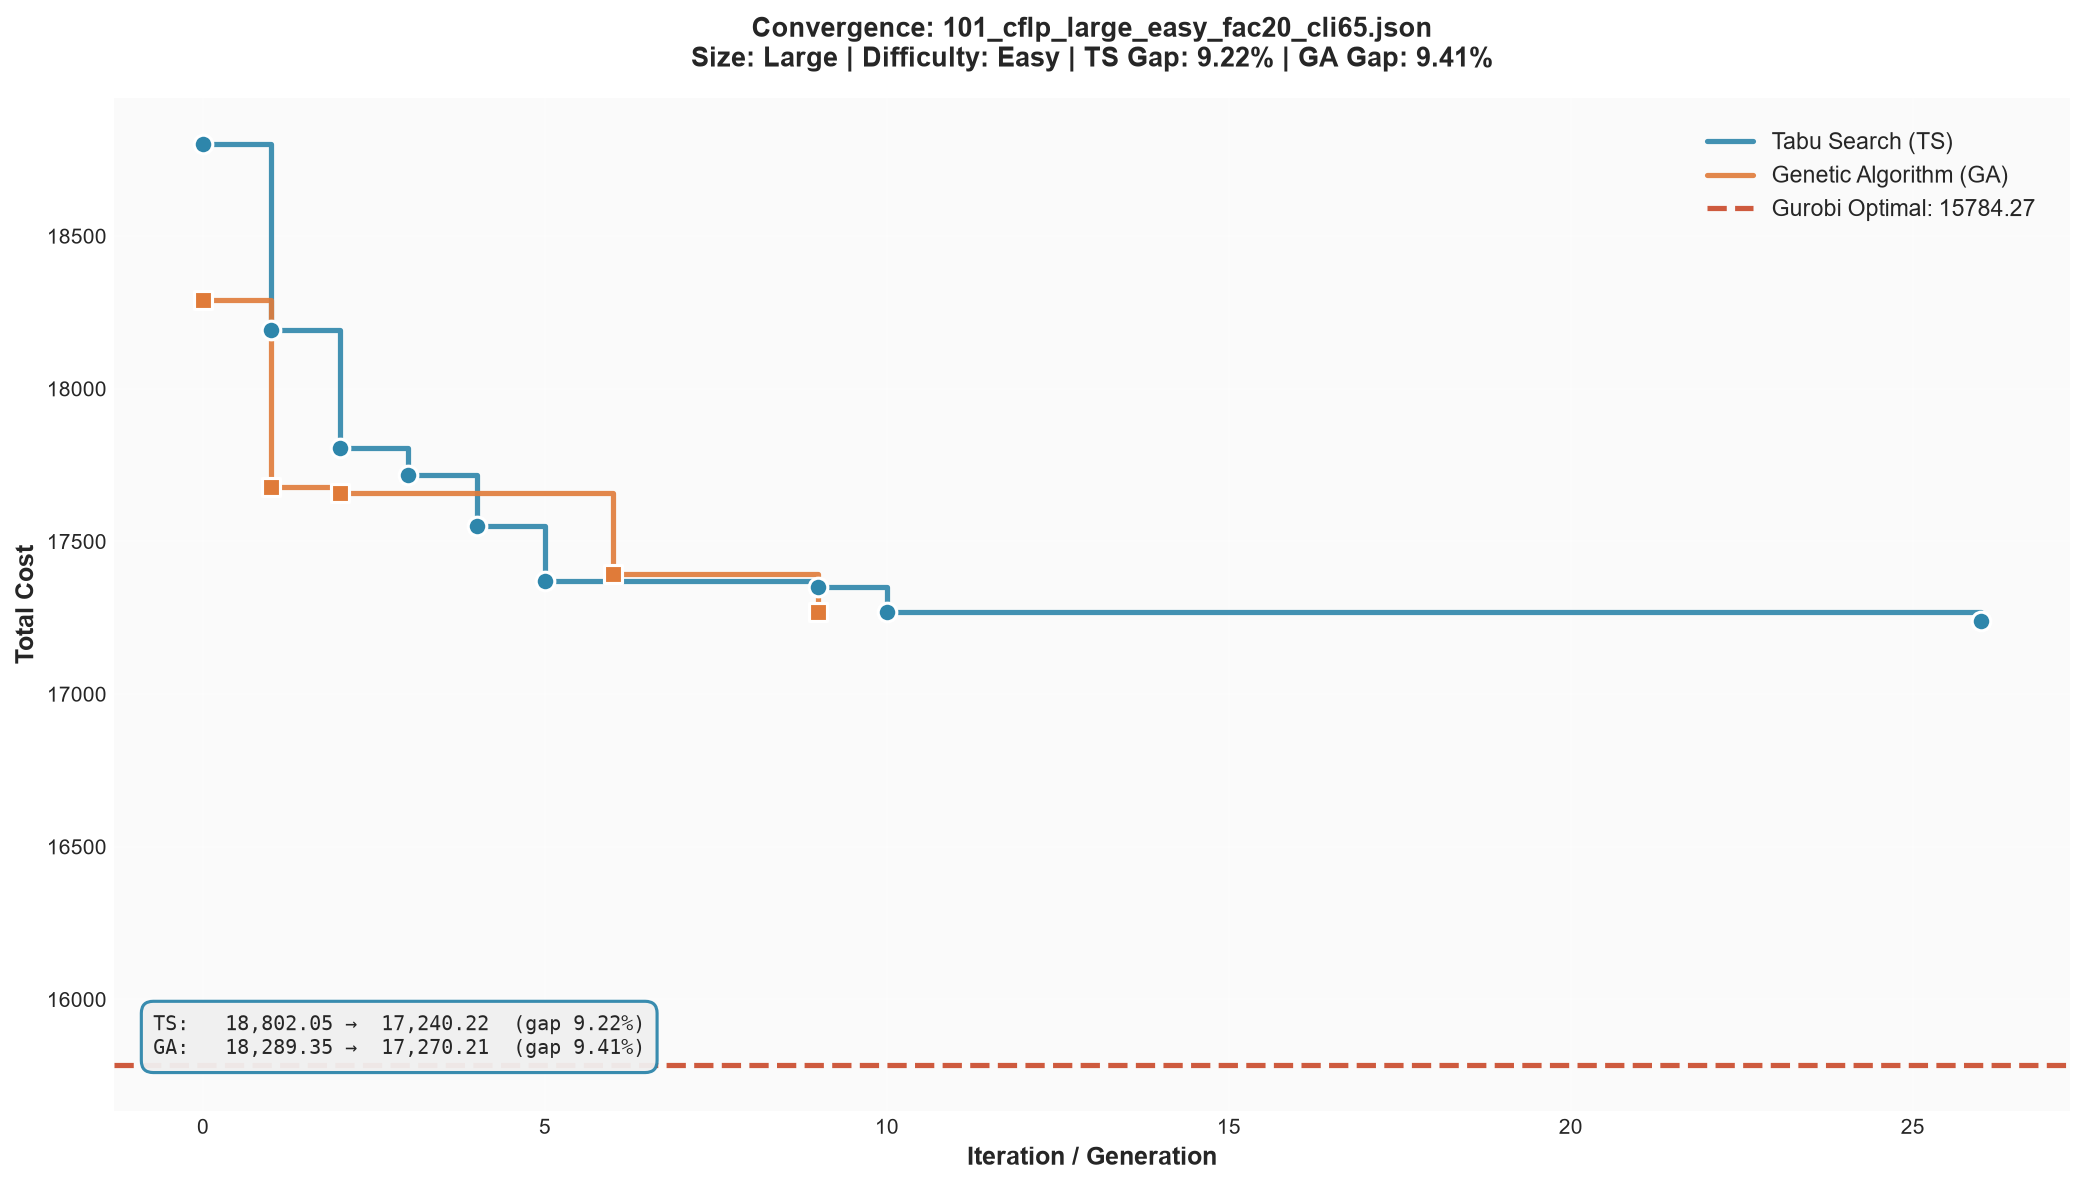 Convergence: 101_cflp_large_easy_fac20_cli65.json
Size: Large | Difficulty: Easy | TS Gap: 9.22% | GA Gap: 9.41%
Tabu Search (TS)
Genetic Algorithm (GA)
Gurobi Optimal: 15784.27
Total Cost
18500
18000
17500
17000
16500
16000
TS: 18,802.05 → 17,240.22 (gap 9.22%)
GA: 18,289.35 → 17,270.21 (gap 9.41%)
0 5 10 15 20 25
Iteration / Generation